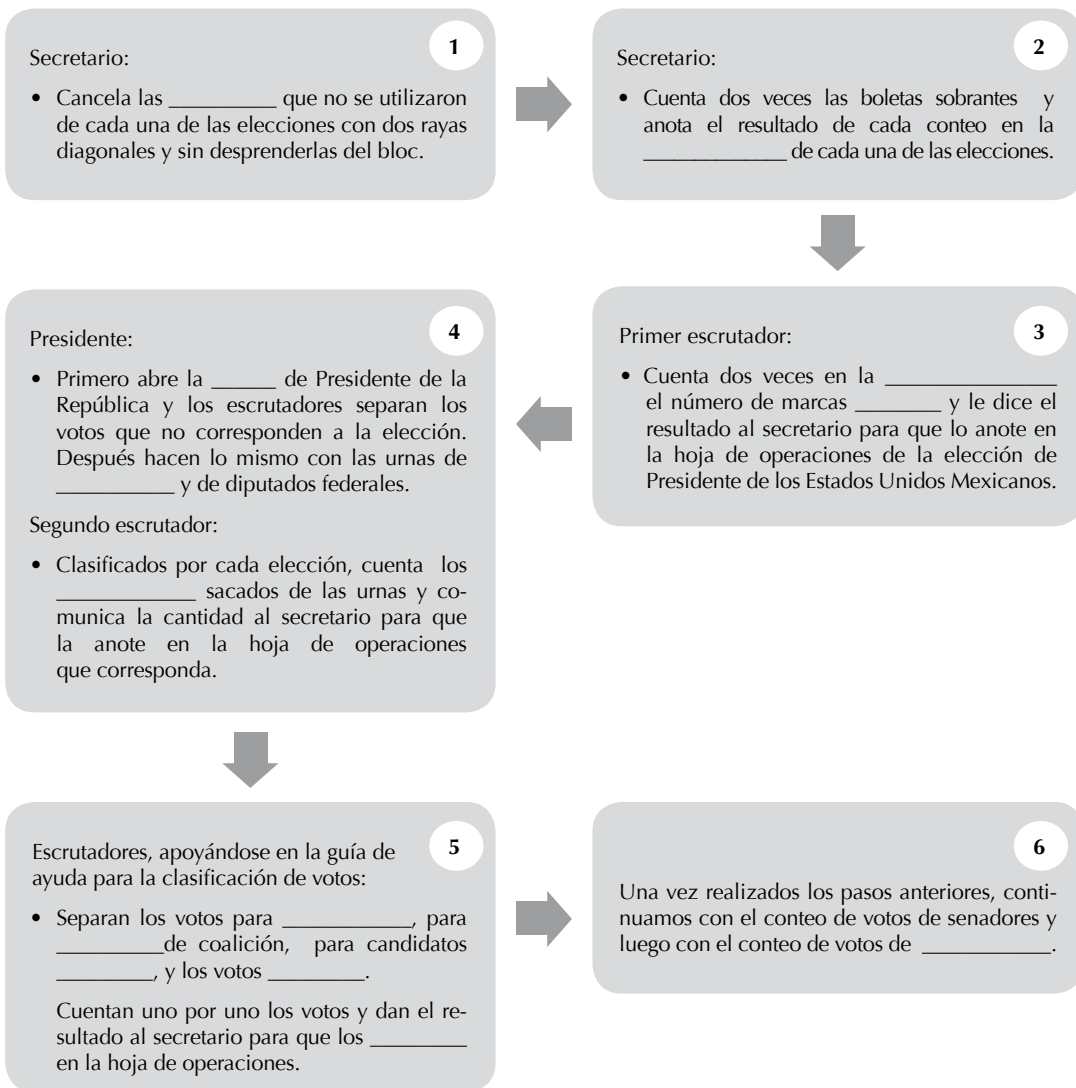 1
Secretario:
• Cancela las __________ que no se utilizaron
de cada una de las elecciones con dos rayas
diagonales y sin desprenderlas del bloc.
2
Secretario:
• Cuenta dos veces las boletas sobrantes y
anota el resultado de cada conteo en la
______________ de cada una de las elecciones.
3
Primer escrutador:
• Cuenta dos veces en la ________________
el número de marcas ________ y le dice el
resultado al secretario para que lo anote en
la hoja de operaciones de la elección de
Presidente de los Estados Unidos Mexicanos.
4
Presidente:
• Primero abre la ______ de Presidente de la
República y los escrutadores separan los
votos que no corresponden a la elección.
Después hacen lo mismo con las urnas de
___________ y de diputados federales.
Segundo escrutador:
• Clasificados por cada elección, cuenta los
_____________ sacados de las urnas y co-
munica la cantidad al secretario para que
la anote en la hoja de operaciones
que corresponda.
5
Escrutadores, apoyándose en la guía de
ayuda para la clasificación de votos:
• Separan los votos para ____________, para
__________de coalición, para candidatos
_________, y los votos _________.
Cuentan uno por uno los votos y dan el re-
sultado al secretario para que los _________
en la hoja de operaciones.
6
Una vez realizados los pasos anteriores, conti-
nuamos con el conteo de votos de senadores y
luego con el conteo de votos de ____________.